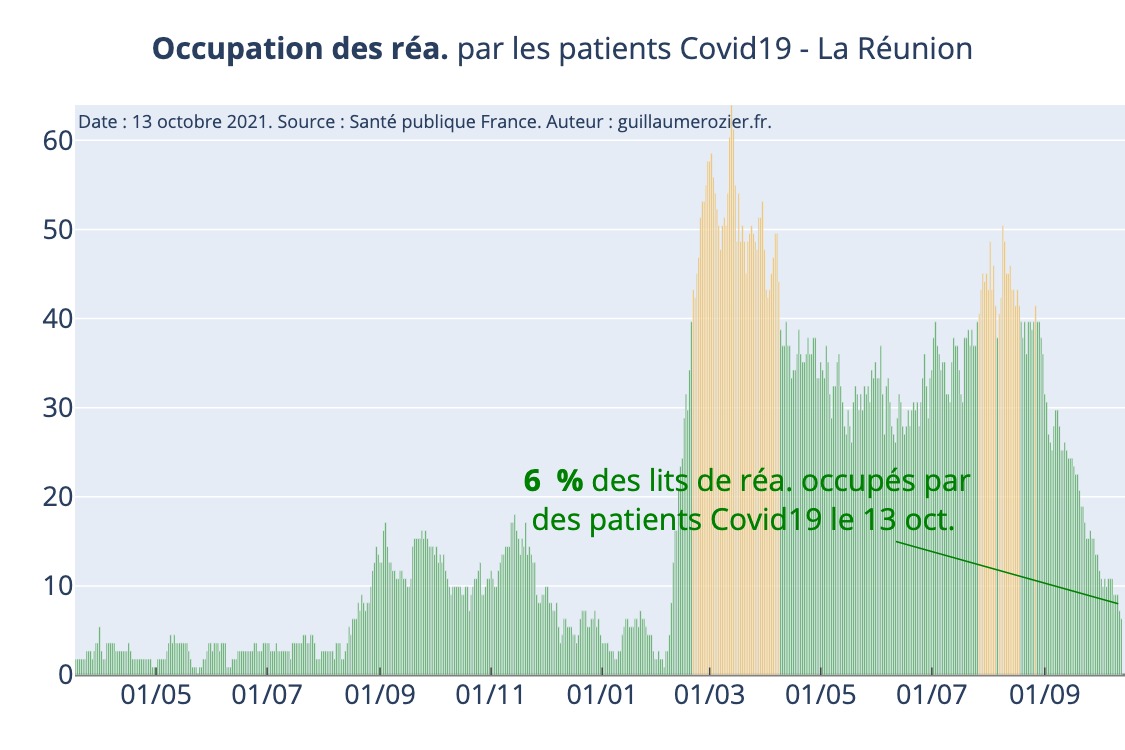 Occupation des réa. par les patients Covid19 - La Réunion
Date : 13 octobre 2021. Source : Santé publique France. Auteur : guillaumerozier.fr.
60
50
40
30
20
10
0
6 % des lits de réa. occupés par
des patients Covid19 le 13 oct.
01/05 01/07 01/09 01/11 01/01 01/03 01/05 01/07 01/09